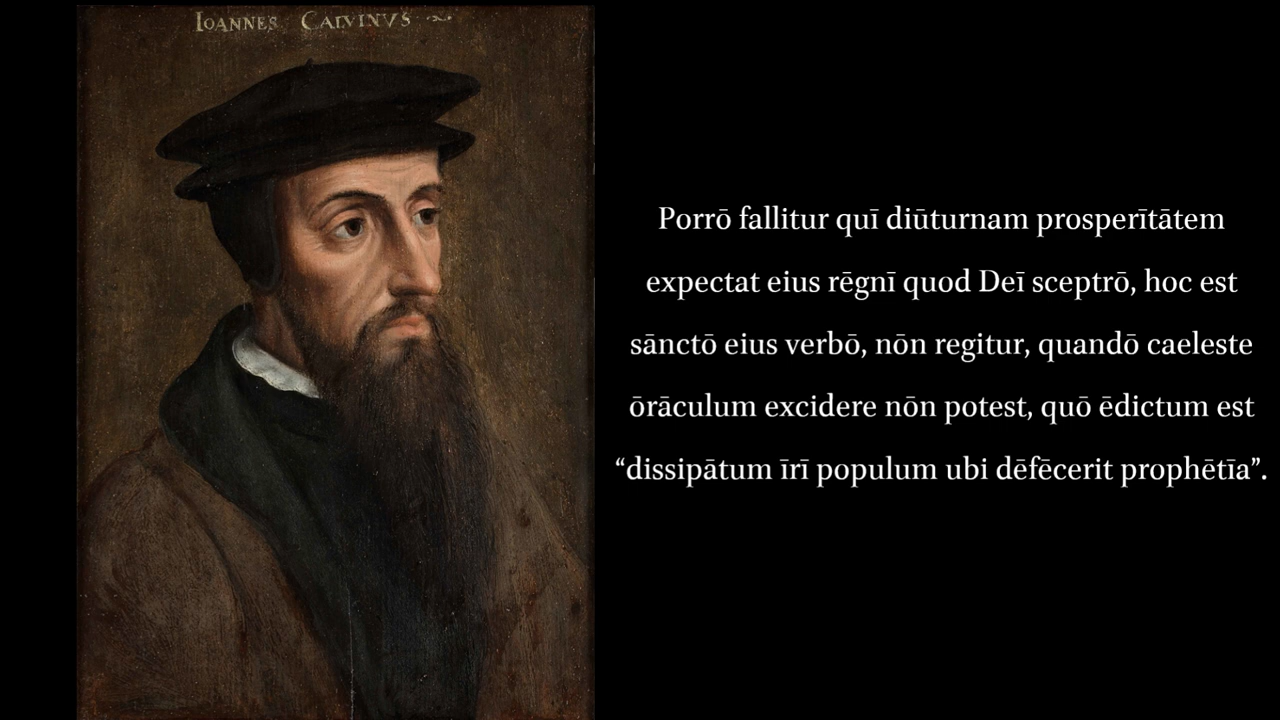 IOANNES CALVINVS
Porrō fallitur quī diūturnam prosperītātem
expectat eius rēgnī quod Deī sceptrō, hoc est
sānctō eius verbō, nōn regitur, quandō caeleste
ōrāculum excidere nōn potest, quō ēdictum est
“dissipātum īrī populum ubi dēfēcerit prophētīa”.